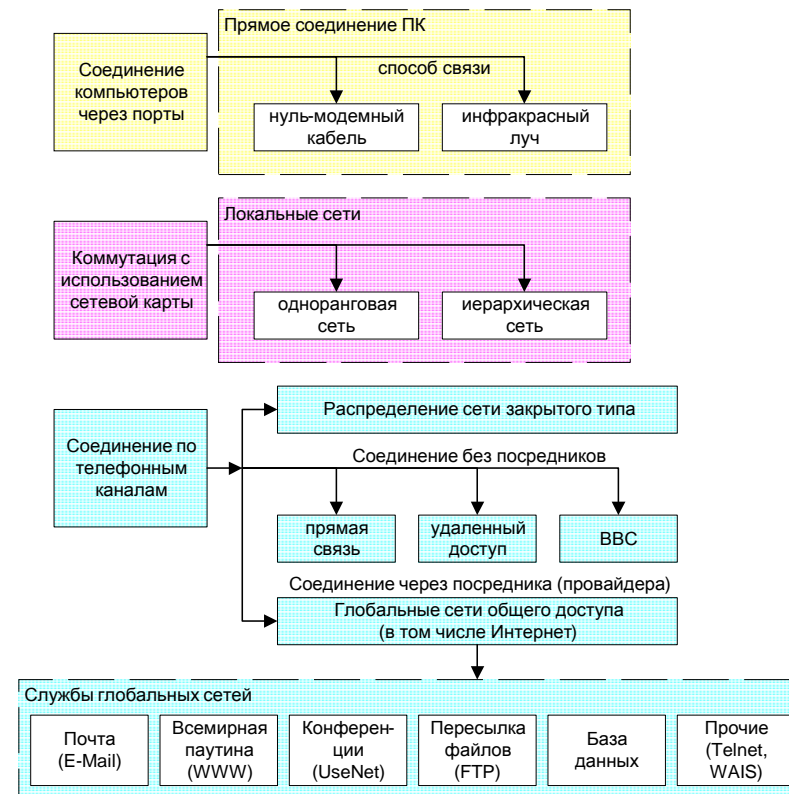 Прямое соединение ПК
Соединение
компьютеров
через порты
способ связи
нуль-модемный
кабель
инфракрасный
луч
Локальные сети
Коммутация с
использованием
сетевой карты
одноранговая
сеть
иерархическая
сеть
Распределение сети закрытого типа
Соединение по
телефонным
каналам
Соединение без посредников
прямая
связь
удаленный
доступ
BBC
Соединение через посредника (провайдера)
Глобальные сети общего доступа
(в том числе Интернет)
Службы глобальных сетей
Почта
(E-Mail)
Всемирная
паутина
(WWW)
Конферен-
ции
(UseNet)
Пересылка
файлов
(FTP)
База
данных
Прочие
(Telnet,
WAIS)